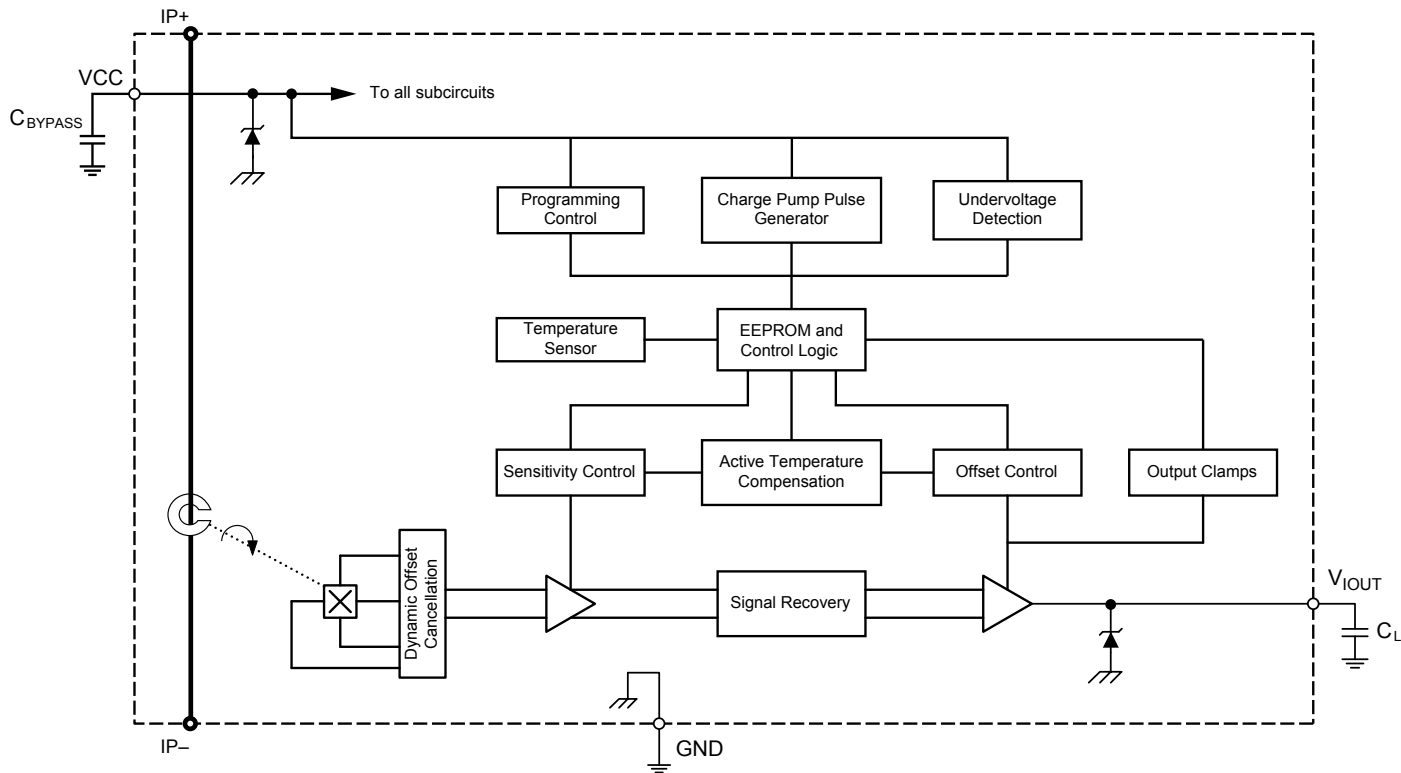 IP+
VCC
To all subcircuits
CBYPASS
Programming
Control
Charge Pump Pulse
Generator
Undervoltage
Detection
Temperature
Sensor
EEPROM and
Control Logic
Sensitivity Control
Active Temperature
Compensation
Offset Control
Output Clamps
Dynamic Offset
Cancellation
Signal Recovery
VIOUT
CL
GND
IP–